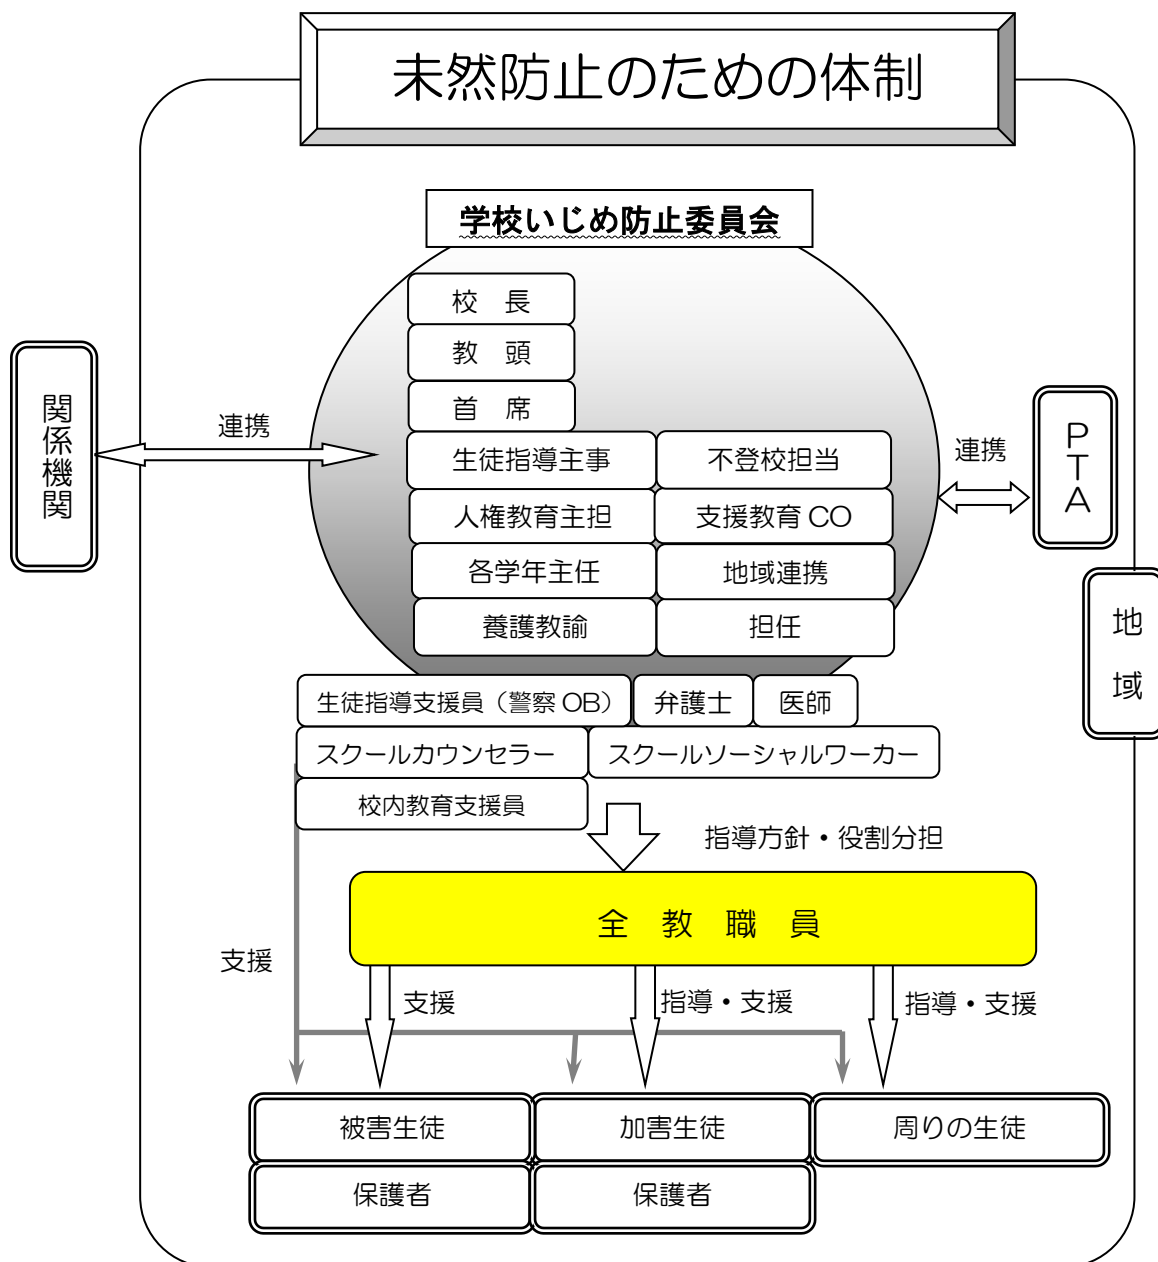 未然防止のための体制
学校いじめ防止委員会
校　長
教　頭
首　席
生徒指導主事
不登校担当
人権教育主担
支援教育 CO
各学年主任
地域連携
養護教諭
担任
関係機関
連携
連携
PTA
地域
生徒指導支援員（警察 OB）
弁護士
医師
スクールカウンセラー
スクールソーシャルワーカー
校内教育支援員
指導方針・役割分担
全　教　職　員
支援
支援
指導・支援
指導・支援
被害生徒
加害生徒
周りの生徒
保護者
保護者